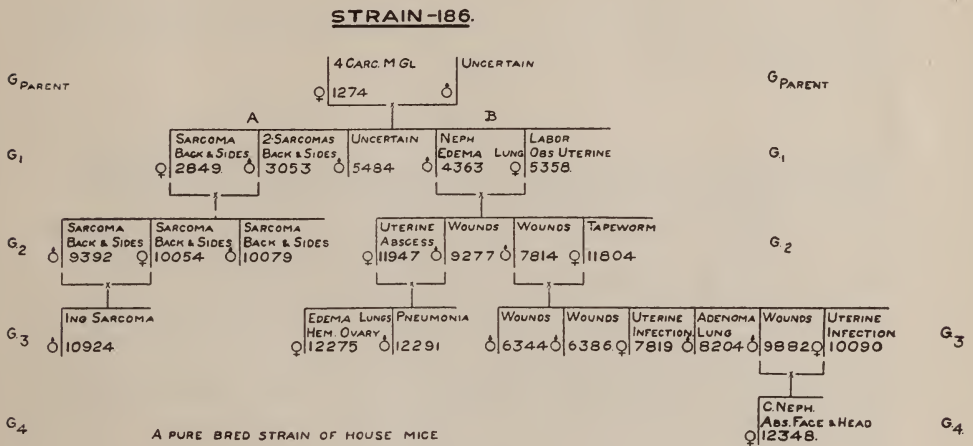 STRAIN-186.
4 CARC. M GL UNCERTAIN
G PARENT ♀ 1274 ♂ G PARENT
A B
SARCOMA 2-SARCOMAS UNCERTAIN NEPH LABOR
BACK & SIDES BACK & SIDES EDEMA LUNG OBS UTERINE
G1 ♀ 2849 ♂ 3053 ♂ 5484 ♂ 4363 ♀ 5358. G1
x x
SARCOMA SARCOMA SARCOMA UTERINE WOUNDS WOUNDS TAPEWORM
BACK & SIDES BACK & SIDES BACK & SIDES ABSCESS
G2 ♂ 9392 ♀ 10054 ♂ 10079 ♀ 11947 ♂ 9277 ♂ 7814 ♀ 11804 G.2
x x x
ING SARCOMA EDEMA LUNGS PNEUMONIA WOUNDS WOUNDS UTERINE ADENOMA WOUNDS UTERINE
HEM. OVARY INFECTION LUNG INFECTION
G.3 ♂ 10924 ♀ 12275 ♂ 12291 ♂ 6344 ♂ 6386. ♀ 7819 ♂ 8204 ♂ 9882 ♀ 10090 G3
x
C. NEPH.
ABS. FACE & HEAD
G4 A PURE BRED STRAIN OF HOUSE MICE ♀ 12348. G4